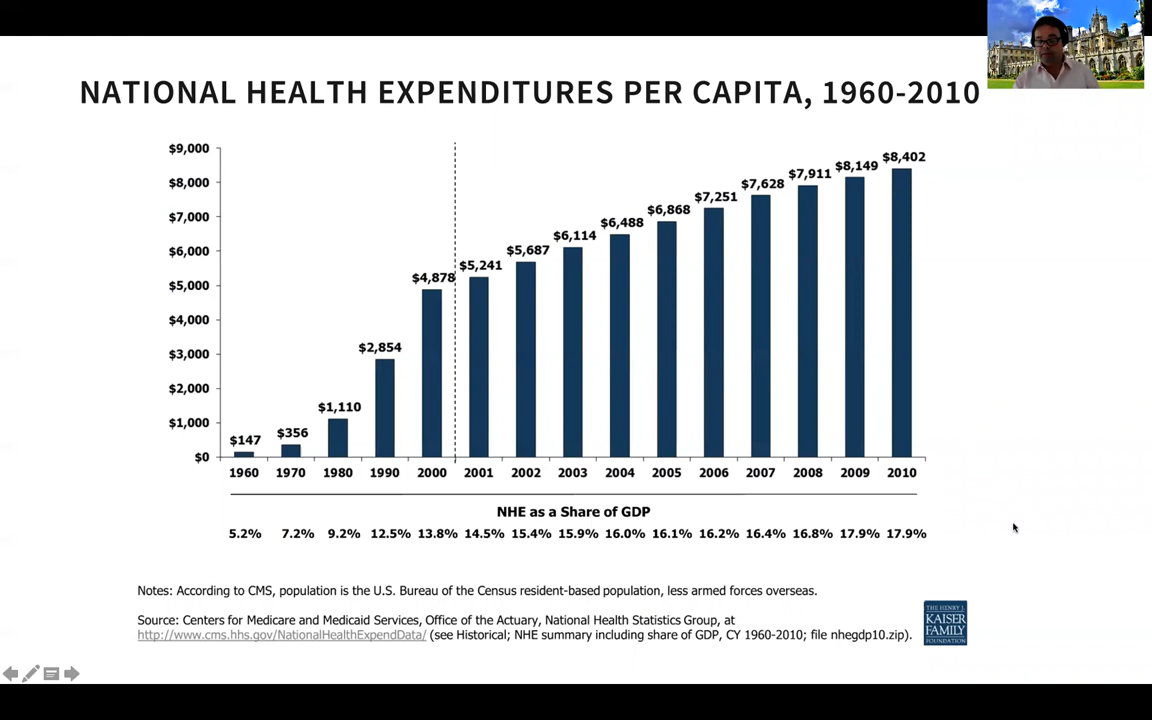 NATIONAL HEALTH EXPENDITURES PER CAPITA, 1960-2010
$9,000
$8,000
$7,000
$6,000
$5,000
$4,000
$3,000
$2,000
$1,000
$0
$147
$356
$1,110
$2,854
$4,878
$5,241
$5,687
$6,114
$6,488
$6,868
$7,251
$7,628
$7,911
$8,149
$8,402
1960 1970 1980 1990 2000 2001 2002 2003 2004 2005 2006 2007 2008 2009 2010
NHE as a Share of GDP
5.2% 7.2% 9.2% 12.5% 13.8% 14.5% 15.4% 15.9% 16.0% 16.1% 16.2% 16.4% 16.8% 17.9% 17.9%
Notes: According to CMS, population is the U.S. Bureau of the Census resident-based population, less armed forces overseas.
Source: Centers for Medicare and Medicaid Services, Office of the Actuary, National Health Statistics Group, at
http://www.cms.hhs.gov/NationalHealthExpendData/ (see Historical; NHE summary including share of GDP, CY 1960-2010; file nhegdp10.zip).
THE HENRY J.
KAISER
FAMILY
FOUNDATION